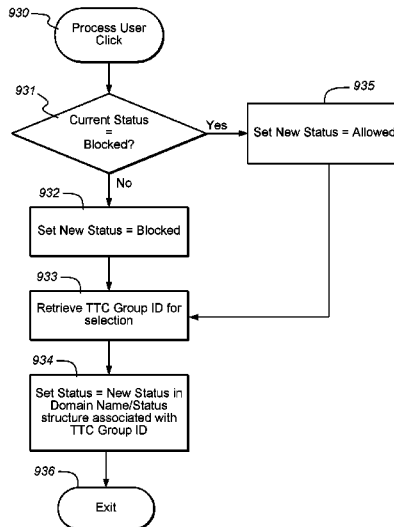 930
Process User
Click
931
Current Status
=
Blocked?
Yes
935
Set New Status = Allowed
No
932
Set New Status = Blocked
933
Retrieve TTC Group ID for
selection
934
Set Status = New Status in
Domain Name/Status
structure associated with
TTC Group ID
936
Exit